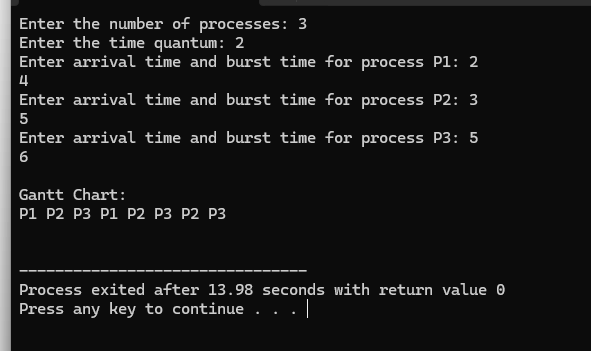 Enter the number of processes: 3
Enter the time quantum: 2
Enter arrival time and burst time for process P1: 2
4
Enter arrival time and burst time for process P2: 3
5
Enter arrival time and burst time for process P3: 5
6
Gantt Chart:
P1 P2 P3 P1 P2 P3 P2 P3
--------------------------------
Process exited after 13.98 seconds with return value 0
Press any key to continue . . .